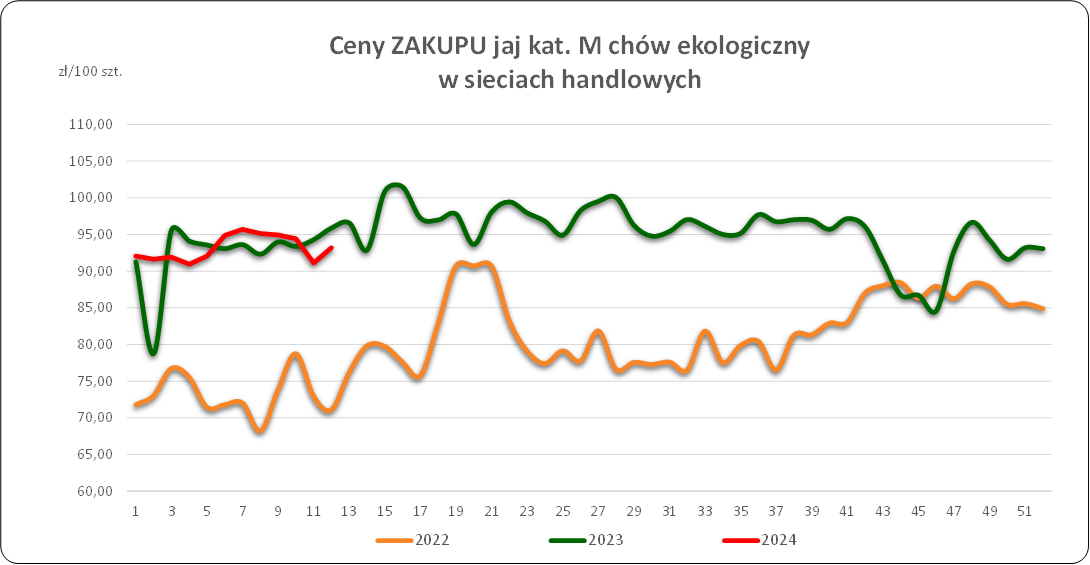 Ceny ZAKUPU jaj kat. M chów ekologiczny
w sieciach handlowych
zł/100 szt.
110,00
105,00
100,00
95,00
90,00
85,00
80,00
75,00
70,00
65,00
60,00
1 3 5 7 9 11 13 15 17 19 21 23 25 27 29 31 33 35 37 39 41 43 45 47 49 51
2022 2023 2024